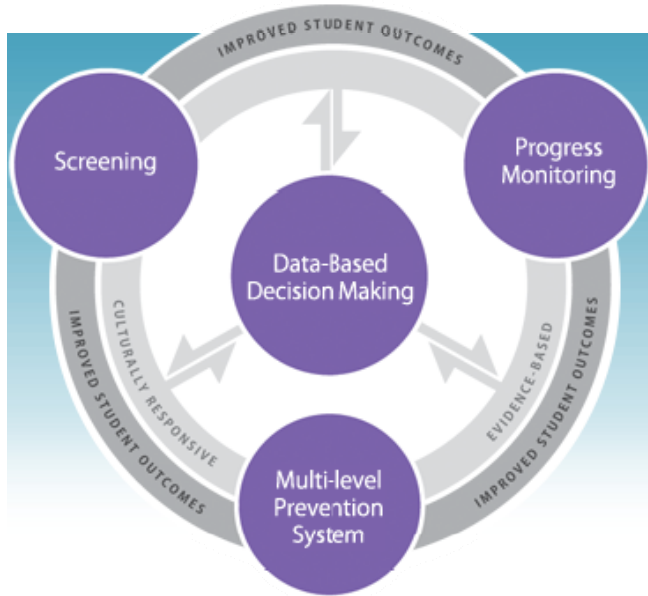 IMPROVED STUDENT OUTCOMES
Screening
Progress
Monitoring
Data-Based
Decision Making
CULTURALLY RESPONSIVE
EVIDENCE-BASED
IMPROVED STUDENT OUTCOMES
IMPROVED STUDENT OUTCOMES
Multi-level
Prevention
System